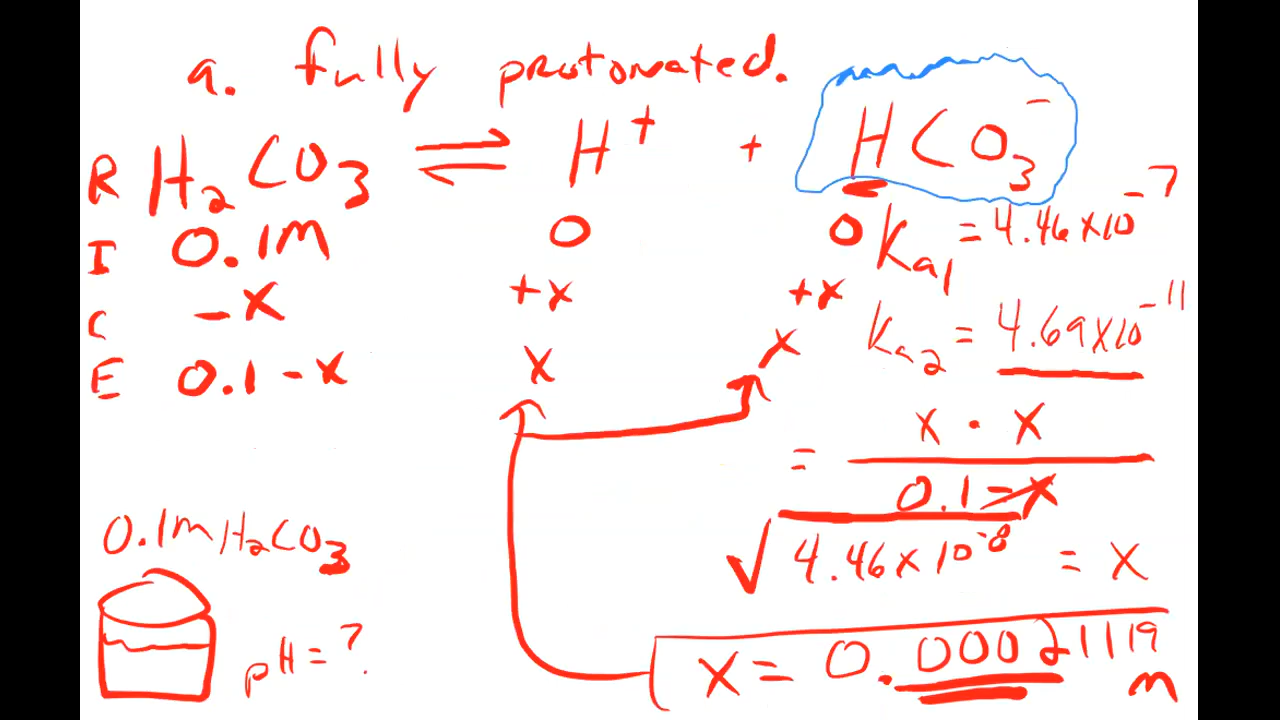 a. fully protonated.
R H₂CO₃ ⇌ H⁺ + HCO₃⁻
I 0.1M 0 0 Ka₁ = 4.46×10⁻⁷
C -x +x +x
E 0.1-x x x Ka₂ = 4.69×10⁻¹¹
= x · x
0.1-x
√4.46×10⁻⁸ = x
x = 0.00021119 M
0.1M H₂CO₃
pH = ?